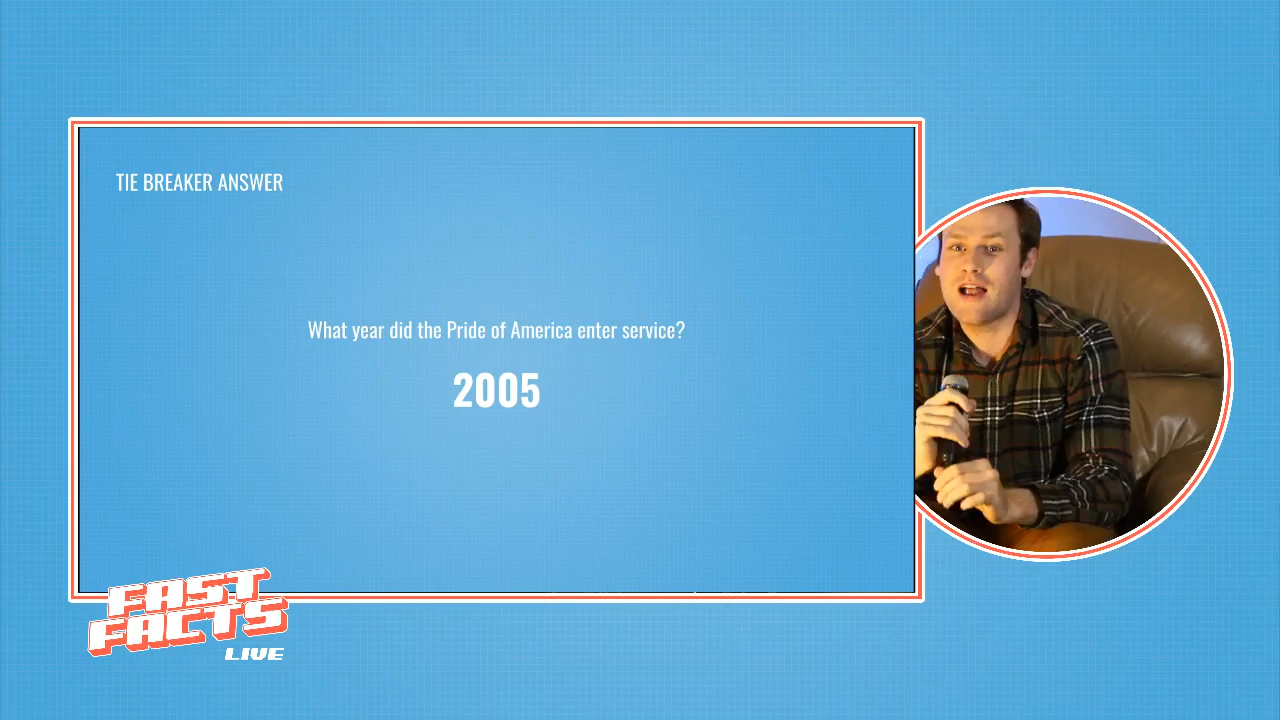 TIE BREAKER ANSWER
What year did the Pride of America enter service?
2005
FAST
FACTS
LIVE